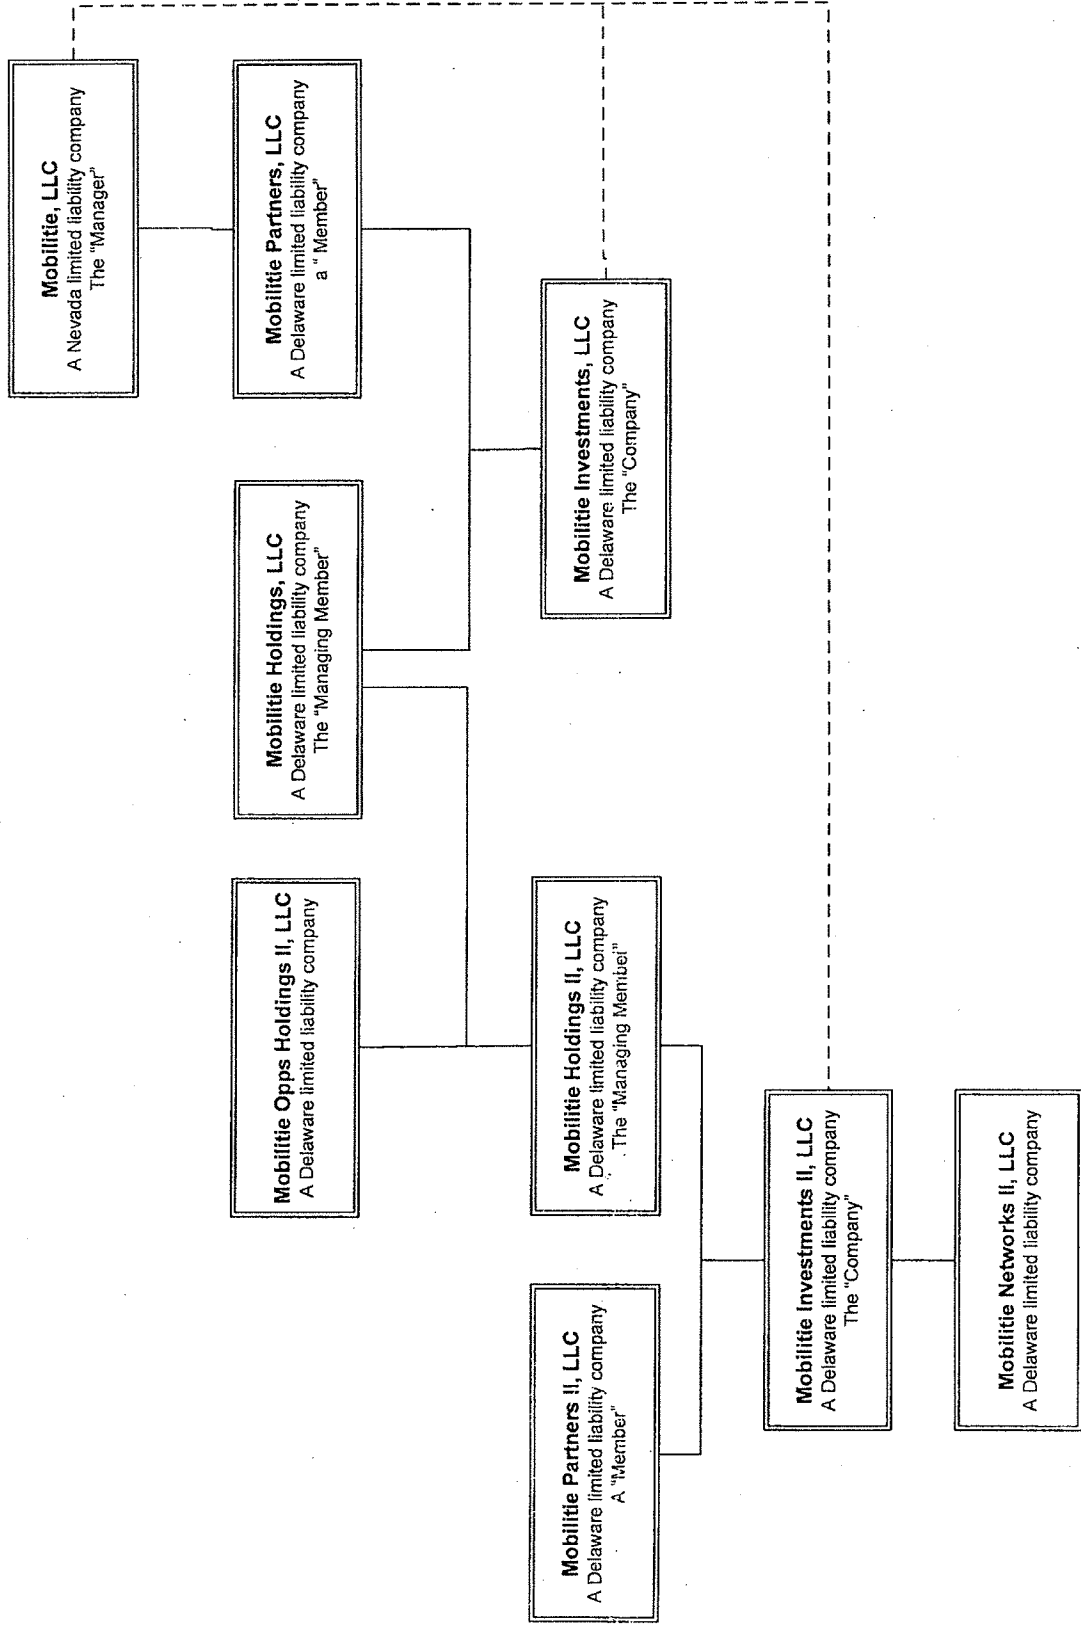 Mobilitie, LLC
A Nevada limited liability company
The “Manager”
Mobilitie Opps Holdings II, LLC
A Delaware limited liability company
Mobilitie Holdings, LLC
A Delaware limited liability company
The “Managing Member”
Mobilitie Partners, LLC
A Delaware limited liability company
a “ Member”
Mobilitie Partners II, LLC
A Delaware limited liability company
A “Member”
Mobilitie Holdings II, LLC
A Delaware limited liability company
The “Managing Member”
Mobilitie Investments, LLC
A Delaware limited liability company
The “Company”
Mobilitie Investments II, LLC
A Delaware limited liability company
The “Company”
Mobilitie Networks II, LLC
A Delaware limited liability company